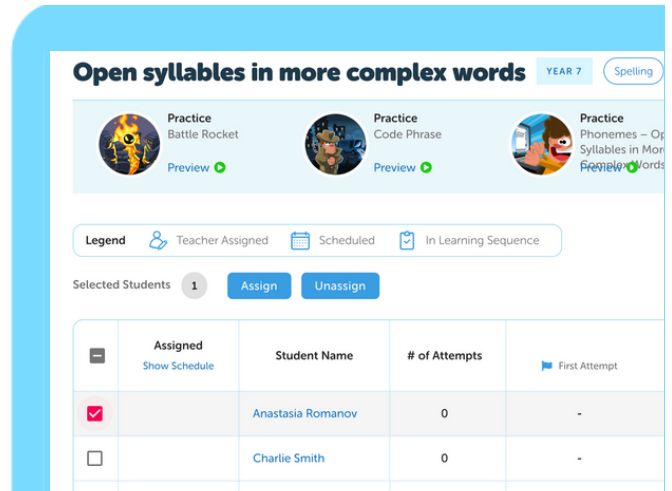 Open syllables in more complex words YEAR 7 Spelling
Practice
Battle Rocket
Preview
Practice
Code Phrase
Preview
Practice
Phonemes – Op
Syllables in Mor
Complex Words
Preview
Legend Teacher Assigned Scheduled In Learning Sequence
Selected Students 1 Assign Unassign
Assigned Student Name # of Attempts First Attempt
Show Schedule
Anastasia Romanov 0 -
Charlie Smith 0 -